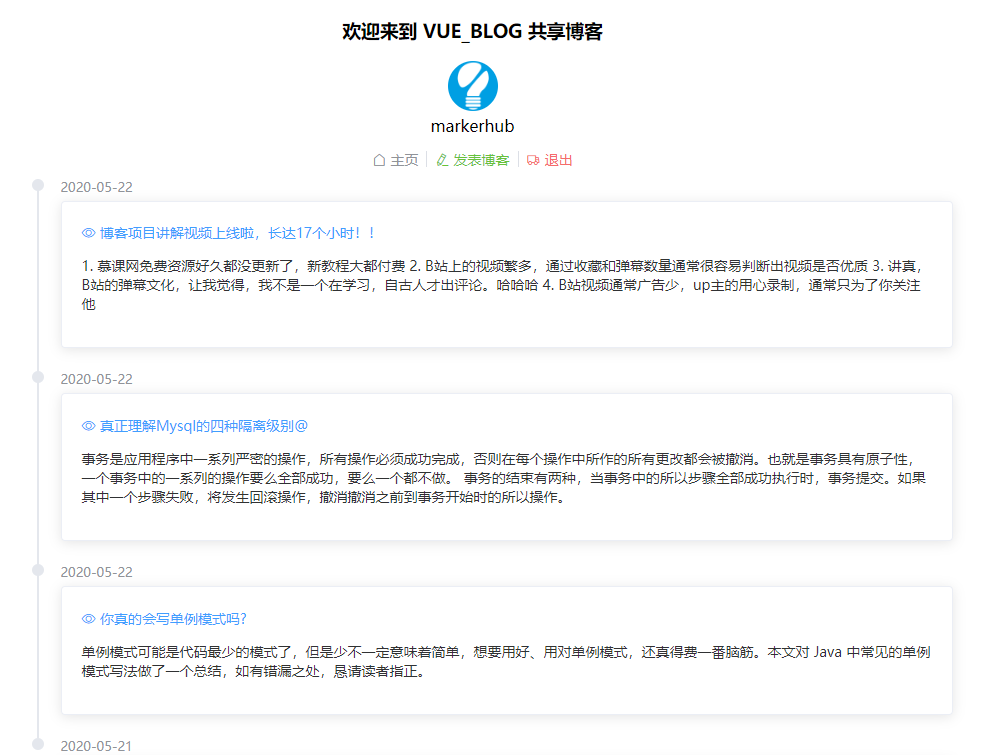 欢迎来到 VUE_BLOG 共享博客
markerhub
主页 发表博客 退出
2020-05-22
博客项目讲解视频上线啦，长达17个小时！！
1. 慕课网免费资源好久都没更新了，新教程大都付费 2. B站上的视频繁多，通过收藏和弹幕数量通常很容易判断出视频是否优质 3. 讲真，
B站的弹幕文化，让我觉得，我不是一个在学习，自古人才出评论。哈哈哈 4. B站视频通常广告少，up主的用心录制，通常只为了你关注
他
2020-05-22
真正理解Mysql的四种隔离级别@
事务是应用程序中一系列严密的操作，所有操作必须成功完成，否则在每个操作中所作的所有更改都会被撤消。也就是事务具有原子性，
一个事务中的一系列的操作要么全部成功，要么一个都不做。 事务的结束有两种，当事务中的所以步骤全部成功执行时，事务提交。如果
其中一个步骤失败，将发生回滚操作，撤消撤消之前到事务开始时的所以操作。
2020-05-22
你真的会写单例模式吗?
单例模式可能是代码最少的模式了，但是少不一定意味着简单，想要用好、用对单例模式，还真得费一番脑筋。本文对 Java 中常见的单例
模式写法做了一个总结，如有错漏之处，恳请读者指正。
2020-05-21